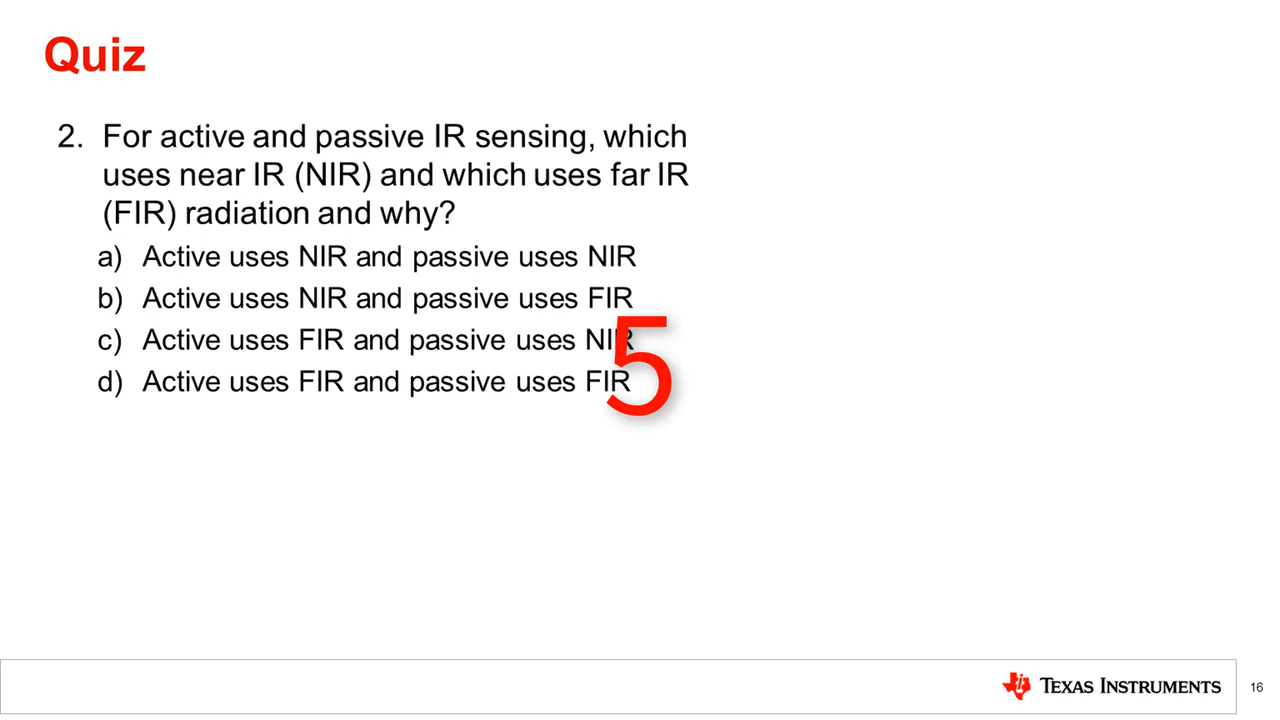 Quiz
2. For active and passive IR sensing, which
uses near IR (NIR) and which uses far IR
(FIR) radiation and why?
a) Active uses NIR and passive uses NIR
b) Active uses NIR and passive uses FIR
c) Active uses FIR and passive uses NIR
d) Active uses FIR and passive uses FIR
5
TEXAS INSTRUMENTS
16